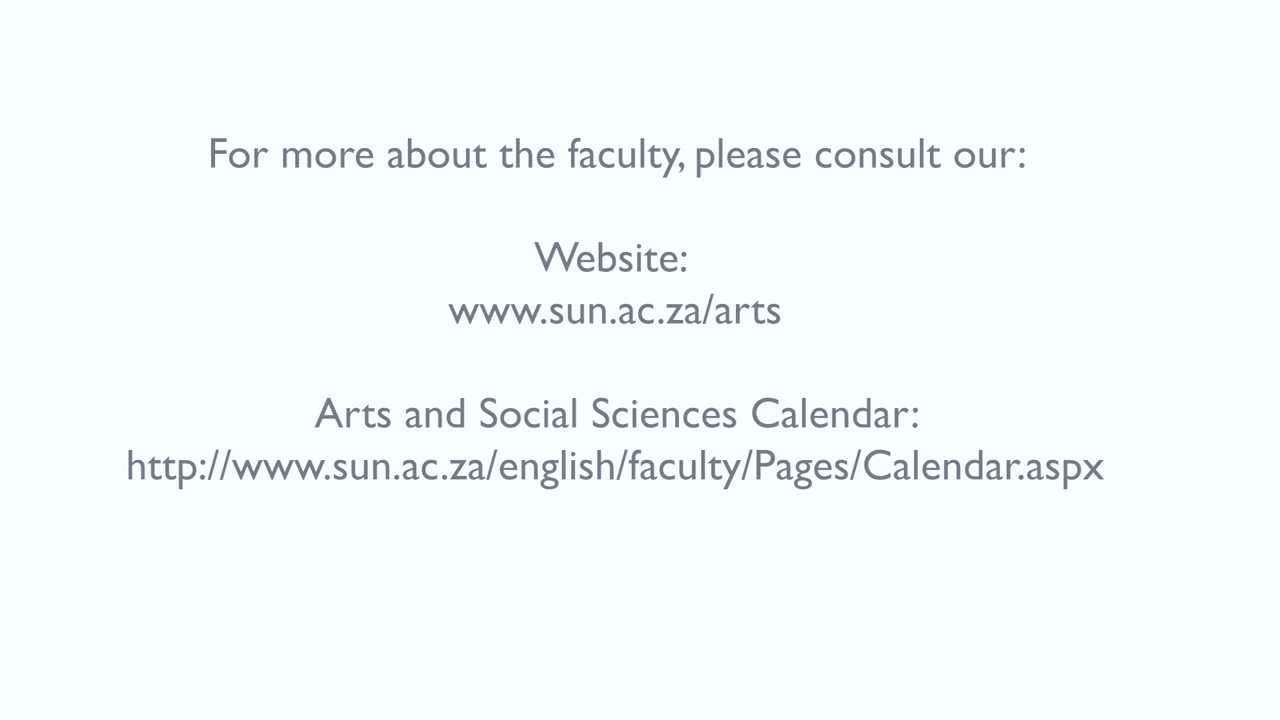 For more about the faculty, please consult our:
Website:
www.sun.ac.za/arts
Arts and Social Sciences Calendar:
http://www.sun.ac.za/english/faculty/Pages/Calendar.aspx